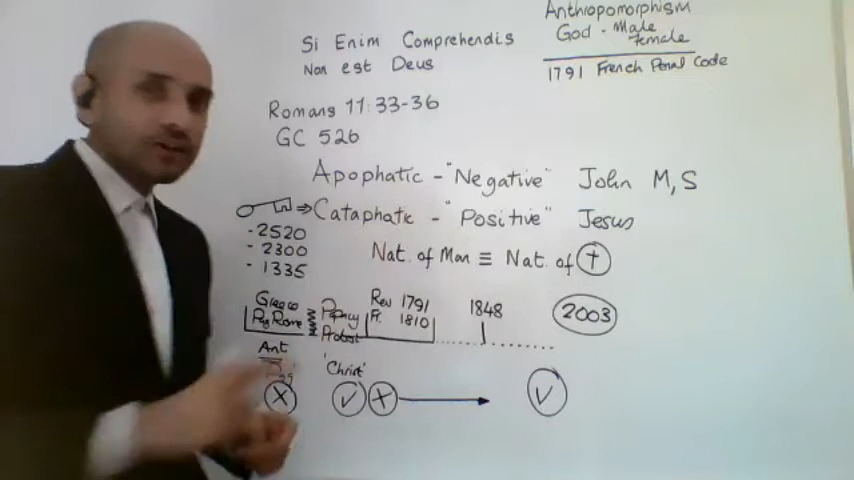 Si Enim Comprehendis
Non est Deus
Anthropomorphism
God - Male
Female
1791 French Penal Code
Romans 11:33-36
GC 526
Apophatic - "Negative" John M,S
⇒ Cataphatic - "Positive" Jesus
- 2520
- 2300
- 1335
Nat. of Man ≡ Nat. of †
Greece
Pag Rome
Papacy
Protest
Rev 1791
Fr. 1810
1848
2003
Ant
'Christ'